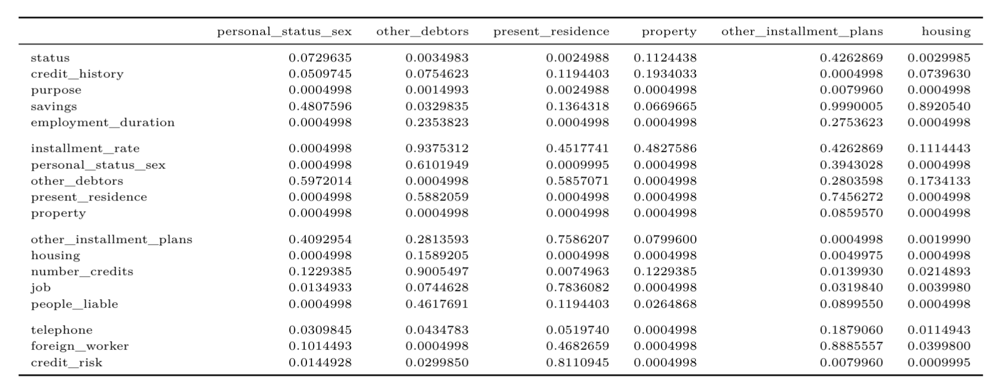 personal_status_sex other_debtors present_residence property other_installment_plans housing
status 0.0729635 0.0034983 0.0024988 0.1124438 0.4262869 0.0029985
credit_history 0.0509745 0.0754623 0.1194403 0.1934033 0.0004998 0.0739630
purpose 0.0004998 0.0014993 0.0024988 0.0004998 0.0079960 0.0004998
savings 0.4807596 0.0329835 0.1364318 0.0669665 0.9990005 0.8920540
employment_duration 0.0004998 0.2353823 0.0004998 0.0004998 0.2753623 0.0004998
installment_rate 0.0004998 0.9375312 0.4517741 0.4827586 0.4262869 0.1114443
personal_status_sex 0.0004998 0.6101949 0.0009995 0.0004998 0.3943028 0.0004998
other_debtors 0.5972014 0.0004998 0.5857071 0.0004998 0.2803598 0.1734133
present_residence 0.0004998 0.5882059 0.0004998 0.0004998 0.7456272 0.0004998
property 0.0004998 0.0004998 0.0004998 0.0004998 0.0859570 0.0004998
other_installment_plans 0.4092954 0.2813593 0.7586207 0.0799600 0.0004998 0.0019990
housing 0.0004998 0.1589205 0.0004998 0.0004998 0.0049975 0.0004998
number_credits 0.1229385 0.9005497 0.0074963 0.1229385 0.0139930 0.0214893
job 0.0134933 0.0744628 0.7836082 0.0004998 0.0319840 0.0039980
people_liable 0.0004998 0.4617691 0.1194403 0.0264868 0.0899550 0.0004998
telephone 0.0309845 0.0434783 0.0519740 0.0004998 0.1879060 0.0114943
foreign_worker 0.1014493 0.0004998 0.4682659 0.0004998 0.8885557 0.0399800
credit_risk 0.0144928 0.0299850 0.8110945 0.0004998 0.0079960 0.0009995